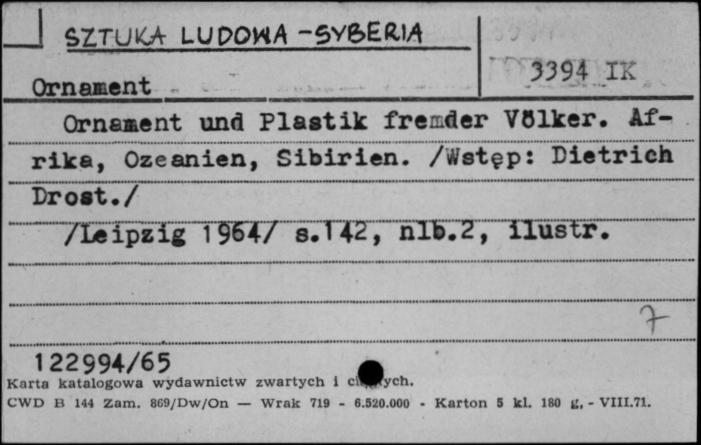 SZTUKA LUDOWA - SYBERIA
3394 IK
Ornament
Ornament und Plastik fremder Völker. Af-
rika, Ozeanien, Sibirien. /Wstęp: Dietrich
Drost./
/Leipzig 1964/ s.142, nlb.2, ilustr.
7
122994/65
Karta katalogowa wydawnictw zwartych i
CWD B 144 Zam. 869/Dw/On — Wrak 719 - 6.520.000 - Karton 5 kl. 180 g, - VIII.71.